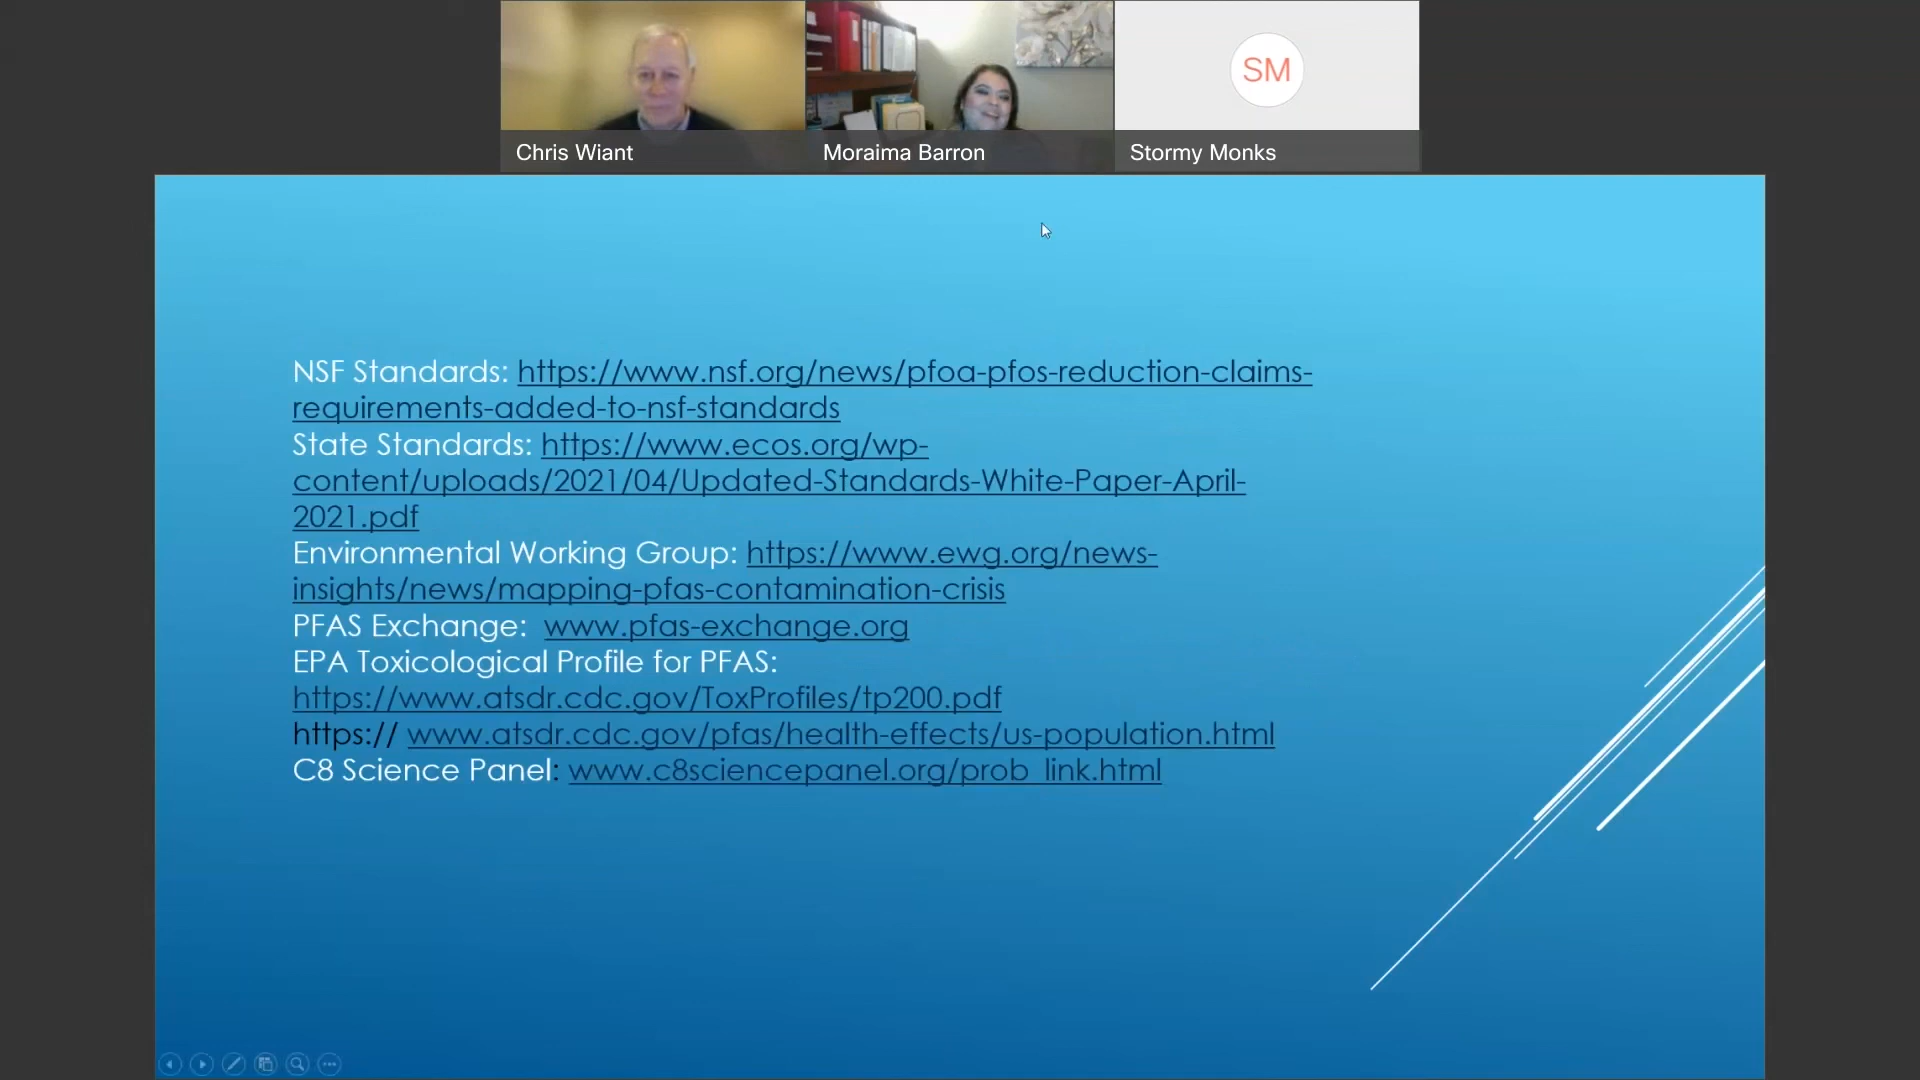 SM
Chris Wiant
Moraima Barron
Stormy Monks
NSF Standards: https://www.nsf.org/news/pfoa-pfos-reduction-claims-
requirements-added-to-nsf-standards
State Standards: https://www.ecos.org/wp-
content/uploads/2021/04/Updated-Standards-White-Paper-April-
2021.pdf
Environmental Working Group: https://www.ewg.org/news-
insights/news/mapping-pfas-contamination-crisis
PFAS Exchange: www.pfas-exchange.org
EPA Toxicological Profile for PFAS:
https://www.atsdr.cdc.gov/ToxProfiles/tp200.pdf
https:// www.atsdr.cdc.gov/pfas/health-effects/us-population.html
C8 Science Panel: www.c8sciencepanel.org/prob_link.html